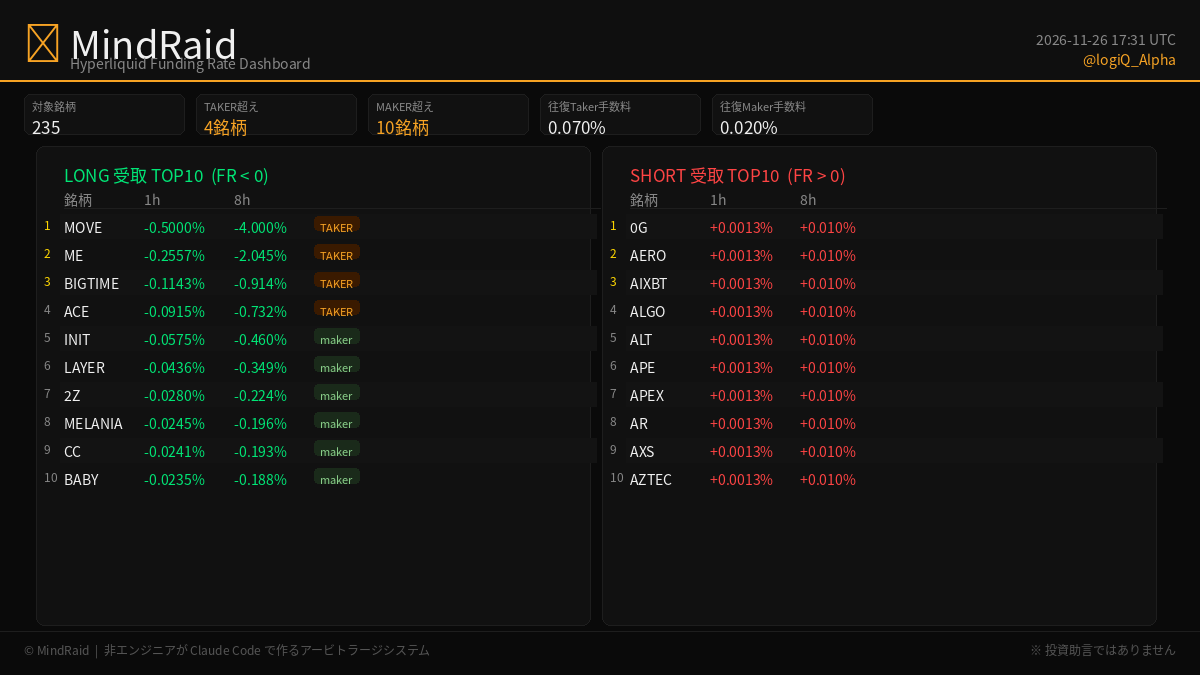 MindRaid
Hyperliquid Funding Rate Dashboard
2026-11-26 17:31 UTC
@logiQ_Alpha
対象銘柄
235
TAKER超え
4銘柄
MAKER超え
10銘柄
往復Taker手数料
0.070%
往復Maker手数料
0.020%
LONG 受取 TOP10 (FR < 0)
銘柄 1h 8h
1 MOVE -0.5000% -4.000% TAKER
2 ME -0.2557% -2.045% TAKER
3 BIGTIME -0.1143% -0.914% TAKER
4 ACE -0.0915% -0.732% TAKER
5 INIT -0.0575% -0.460% maker
6 LAYER -0.0436% -0.349% maker
7 2Z -0.0280% -0.224% maker
8 MELANIA -0.0245% -0.196% maker
9 CC -0.0241% -0.193% maker
10 BABY -0.0235% -0.188% maker
SHORT 受取 TOP10 (FR > 0)
銘柄 1h 8h
1 0G +0.0013% +0.010%
2 AERO +0.0013% +0.010%
3 AIXBT +0.0013% +0.010%
4 ALGO +0.0013% +0.010%
5 ALT +0.0013% +0.010%
6 APE +0.0013% +0.010%
7 APEX +0.0013% +0.010%
8 AR +0.0013% +0.010%
9 AXS +0.0013% +0.010%
10 AZTEC +0.0013% +0.010%
© MindRaid | 非エンジニアが Claude Code で作るアービトラージシステム
※ 投資助言ではありません